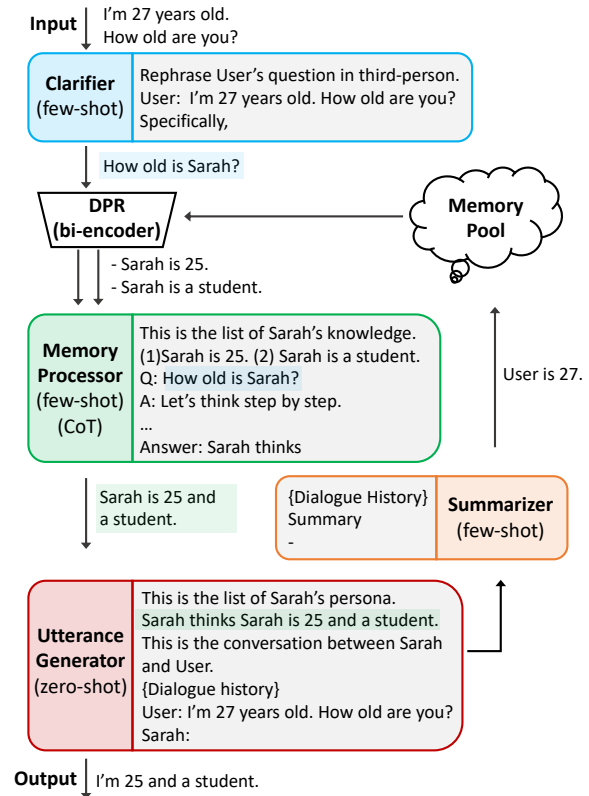 Input
I'm 27 years old.
How old are you?
Clarifier
(few-shot)
Rephrase User's question in third-person.
User:  I'm 27 years old. How old are you?
Specifically,
How old is Sarah?
DPR
(bi-encoder)
Memory
Pool
- Sarah is 25.
- Sarah is a student.
Memory
Processor
(few-shot)
(CoT)
This is the list of Sarah's knowledge.
(1)Sarah is 25. (2) Sarah is a student.
Q: How old is Sarah?
A: Let's think step by step.
...
Answer: Sarah thinks
User is 27.
Sarah is 25 and
a student.
{Dialogue History}
Summary
-
Summarizer
(few-shot)
Utterance
Generator
(zero-shot)
This is the list of Sarah's persona.
Sarah thinks Sarah is 25 and a student.
This is the conversation between Sarah
and User.
{Dialogue history}
User: I'm 27 years old. How old are you?
Sarah:
Output
I'm 25 and a student.